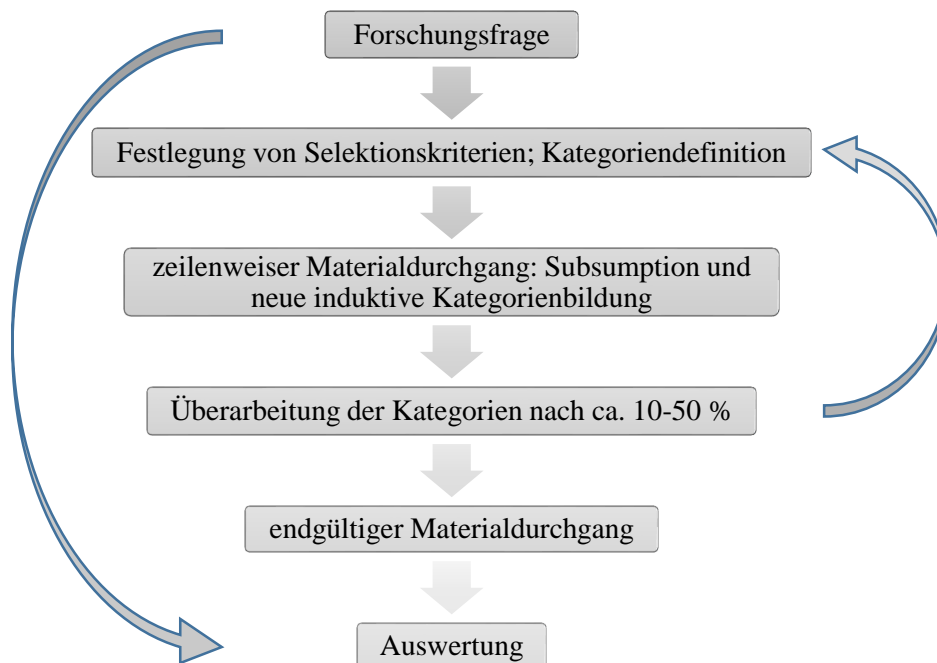 Forschungsfrage
Festlegung von Selektionskriterien; Kategoriendefinition
zeilenweiser Materialdurchgang: Subsumption und
neue induktive Kategorienbildung
Überarbeitung der Kategorien nach ca. 10-50 %
endgültiger Materialdurchgang
Auswertung